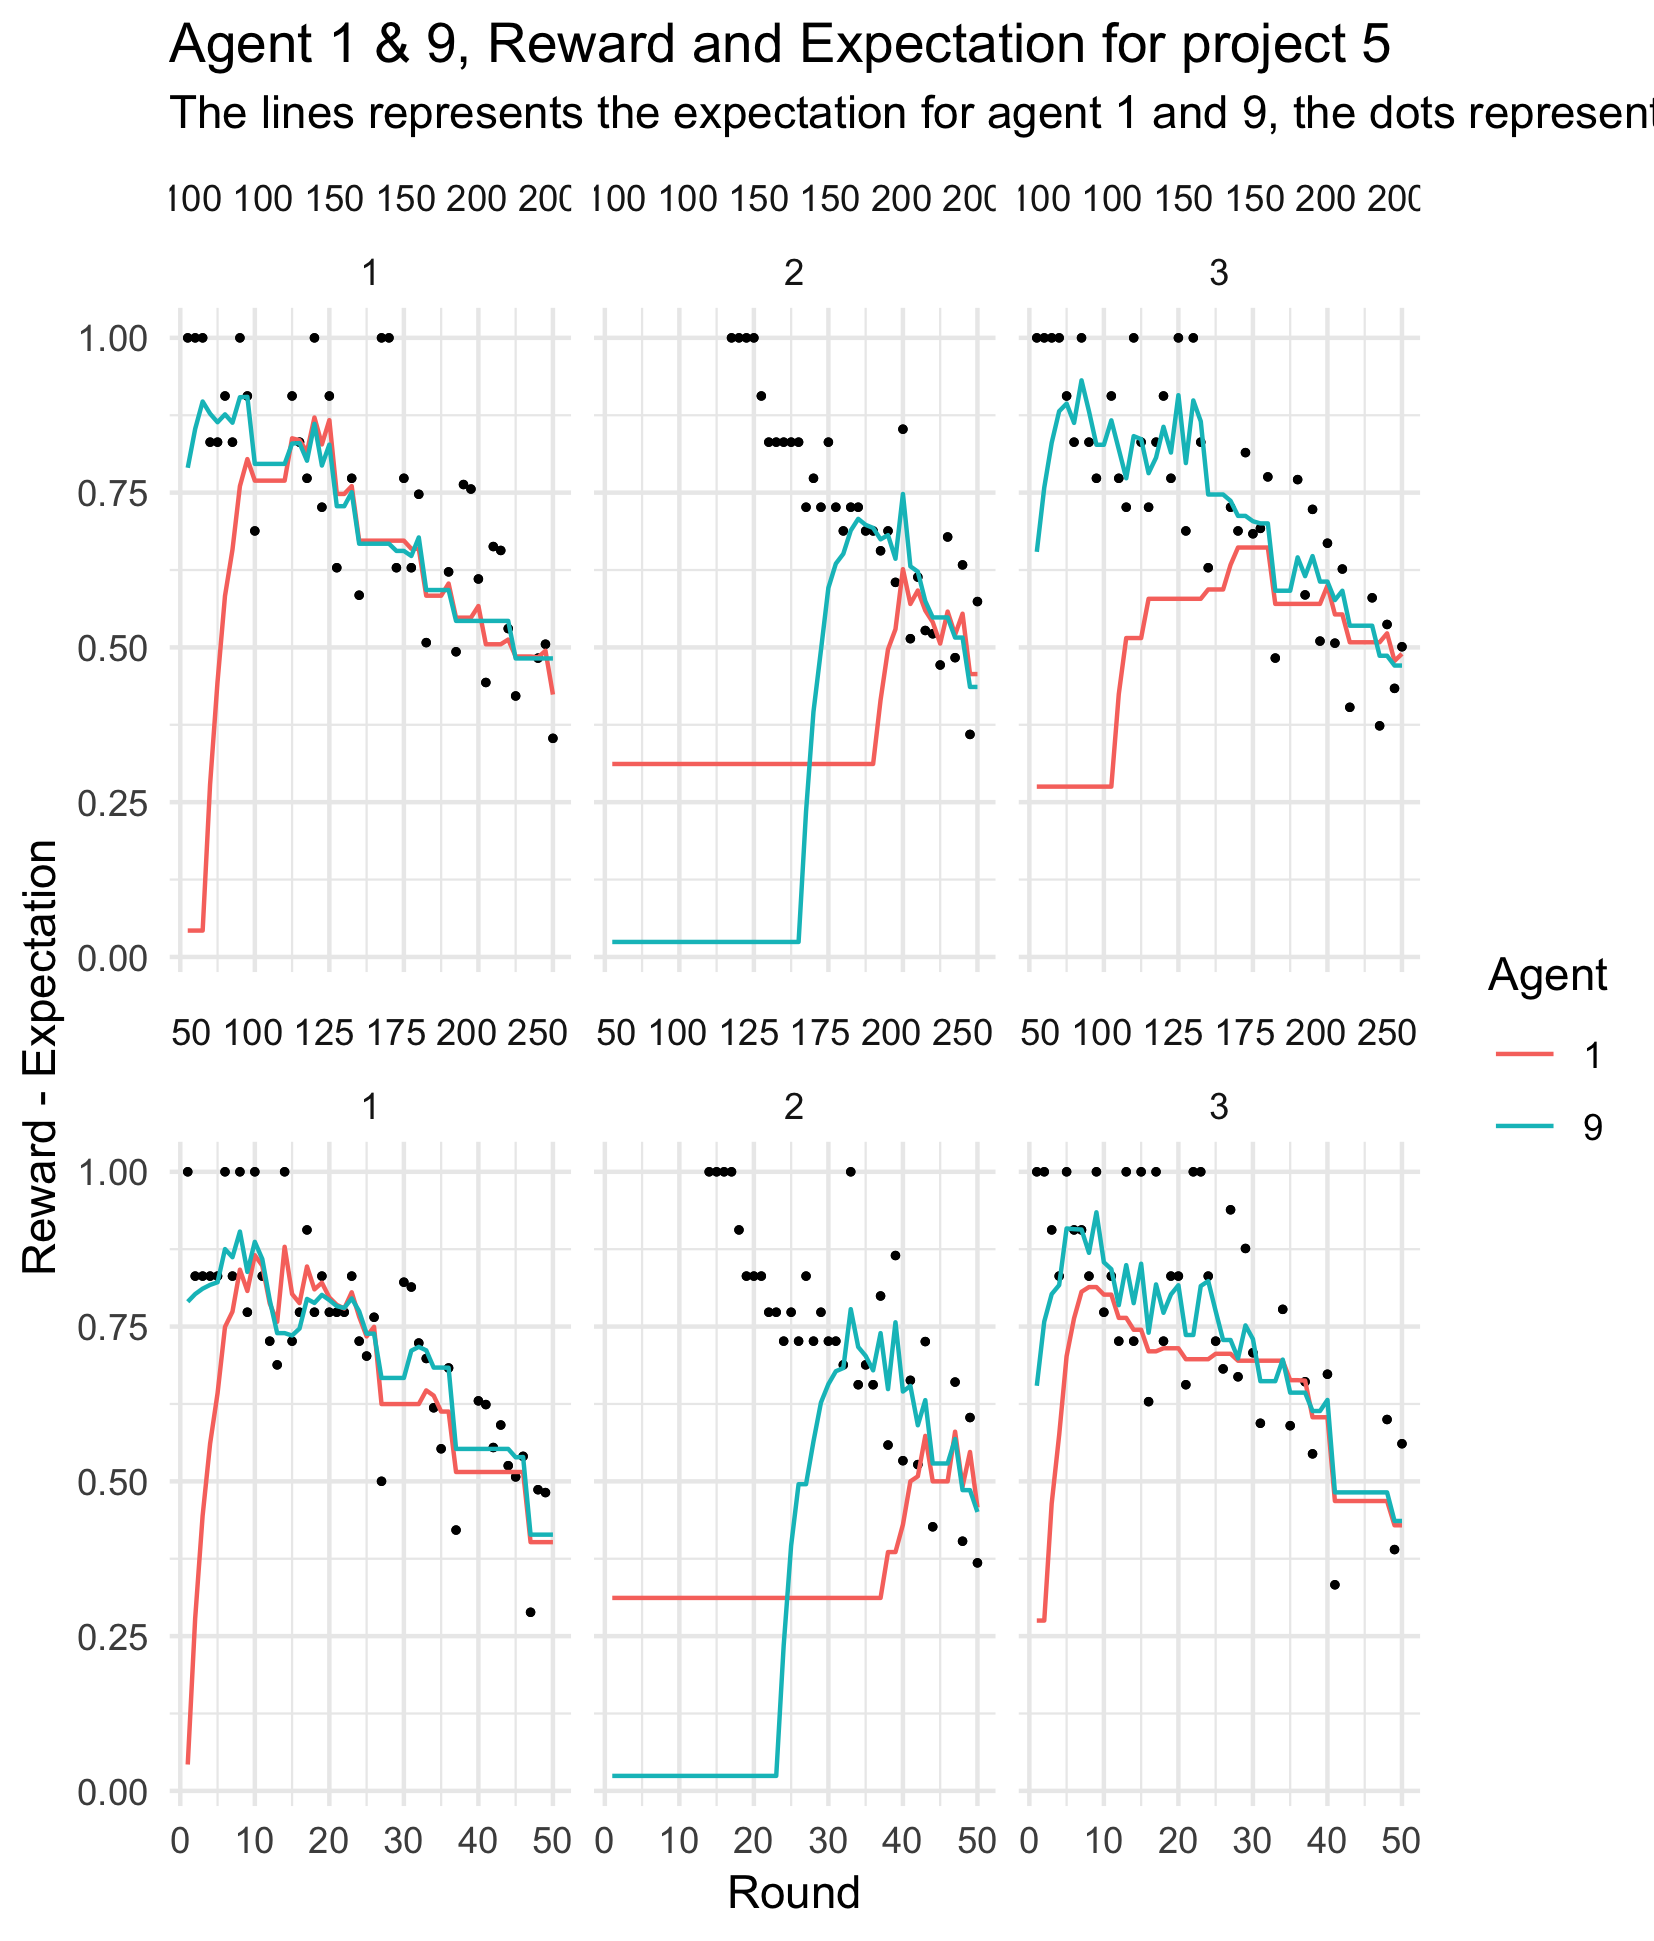 Agent 1 & 9, Reward and Expectation for project 5
The lines represents the expectation for agent 1 and 9, the dots represent
100 100 150 150 200 200 100 100 150 150 200 200 100 100 150 150 200 200
1 2 3
1.00
0.75
0.50
0.25
0.00
50 100 125 175 200 250 50 100 125 175 200 250 50 100 125 175 200 250
1 2 3
1.00
0.75
0.50
0.25
0.00
0 10 20 30 40 50 0 10 20 30 40 50 0 10 20 30 40 50
Round
Reward - Expectation
Agent
1
9